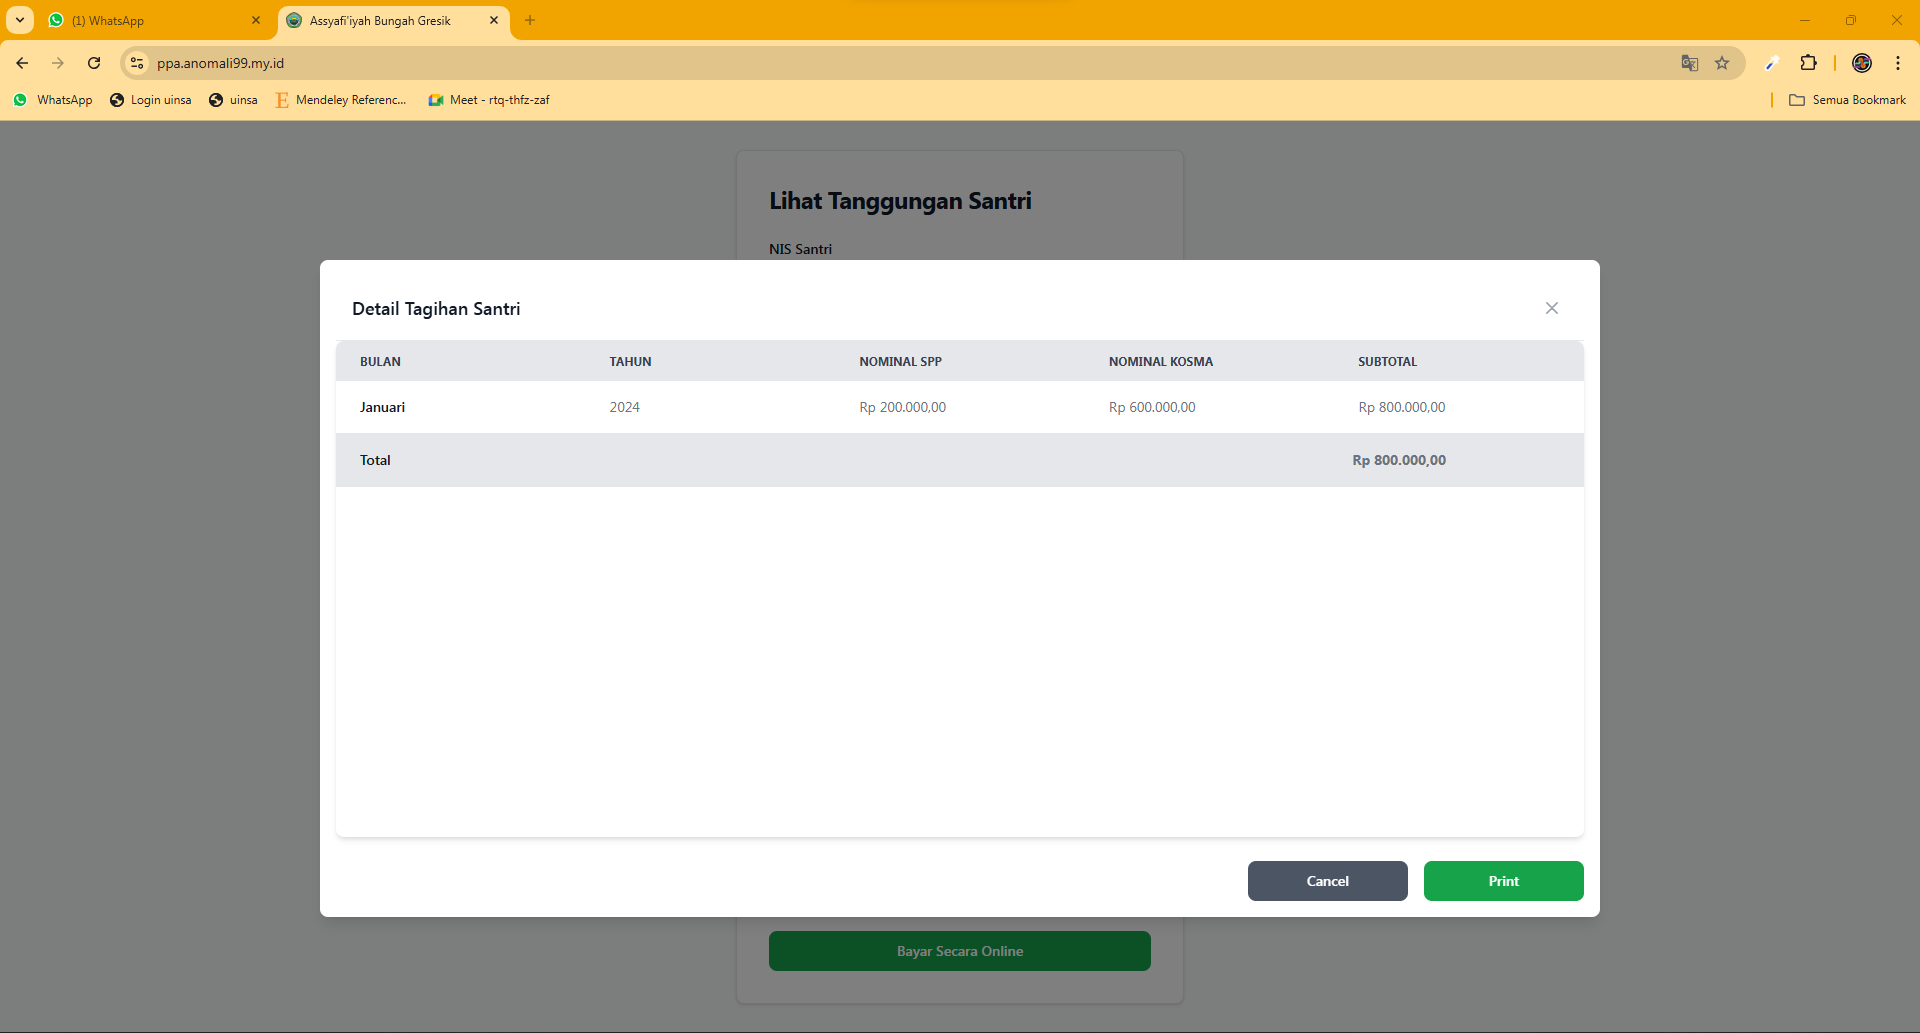 (1) WhatsApp
Assyafi'iyah Bungah Gresik
ppa.anomali99.my.id
WhatsApp
Login uinsa
uinsa
Mendeley Referenc...
Meet - rtq-thfz-zaf
Semua Bookmark
Lihat Tanggungan Santri
NIS Santri
Detail Tagihan Santri
BULAN TAHUN NOMINAL SPP NOMINAL KOSMA SUBTOTAL
Januari 2024 Rp 200.000,00 Rp 600.000,00 Rp 800.000,00
Total Rp 800.000,00
Cancel Print
Bayar Secara Online